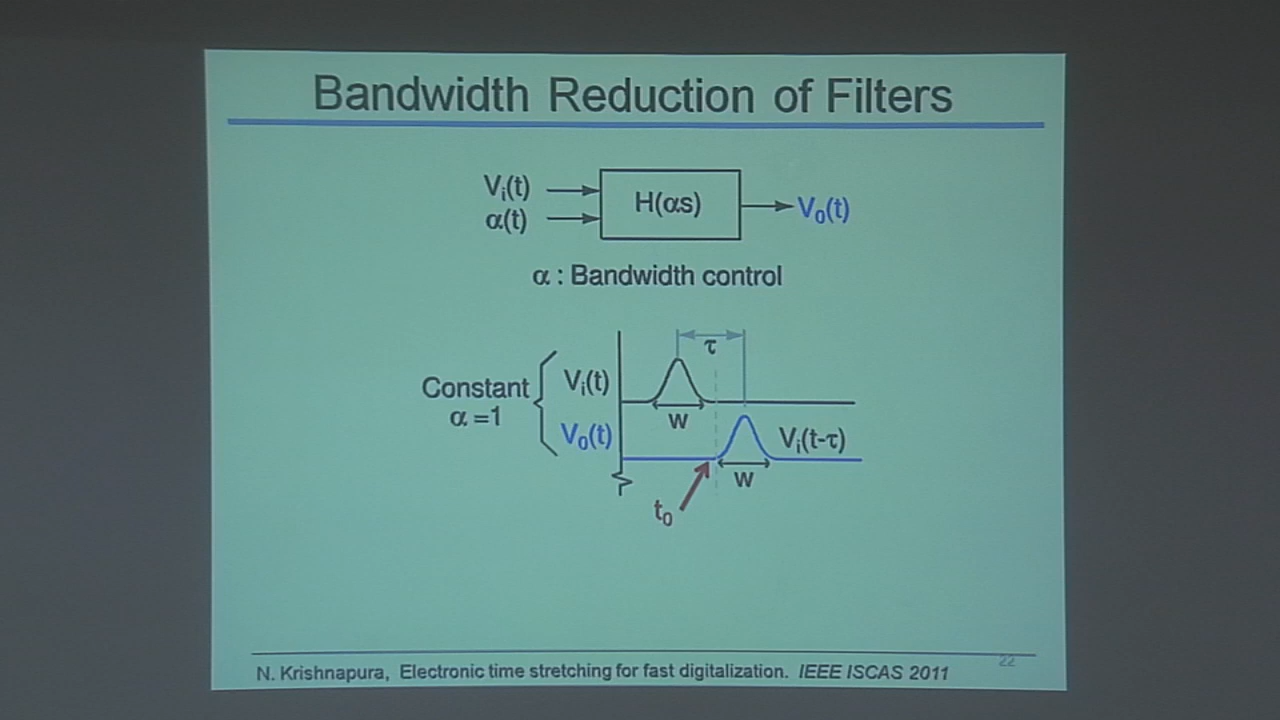 Bandwidth Reduction of Filters
Vi(t)
α(t)
H(αs)
V0(t)
α : Bandwidth control
τ
Constant
α =1
Vi(t)
w
V0(t)
Vi(t-τ)
w
t0
22
N. Krishnapura, Electronic time stretching for fast digitalization. IEEE ISCAS 2011